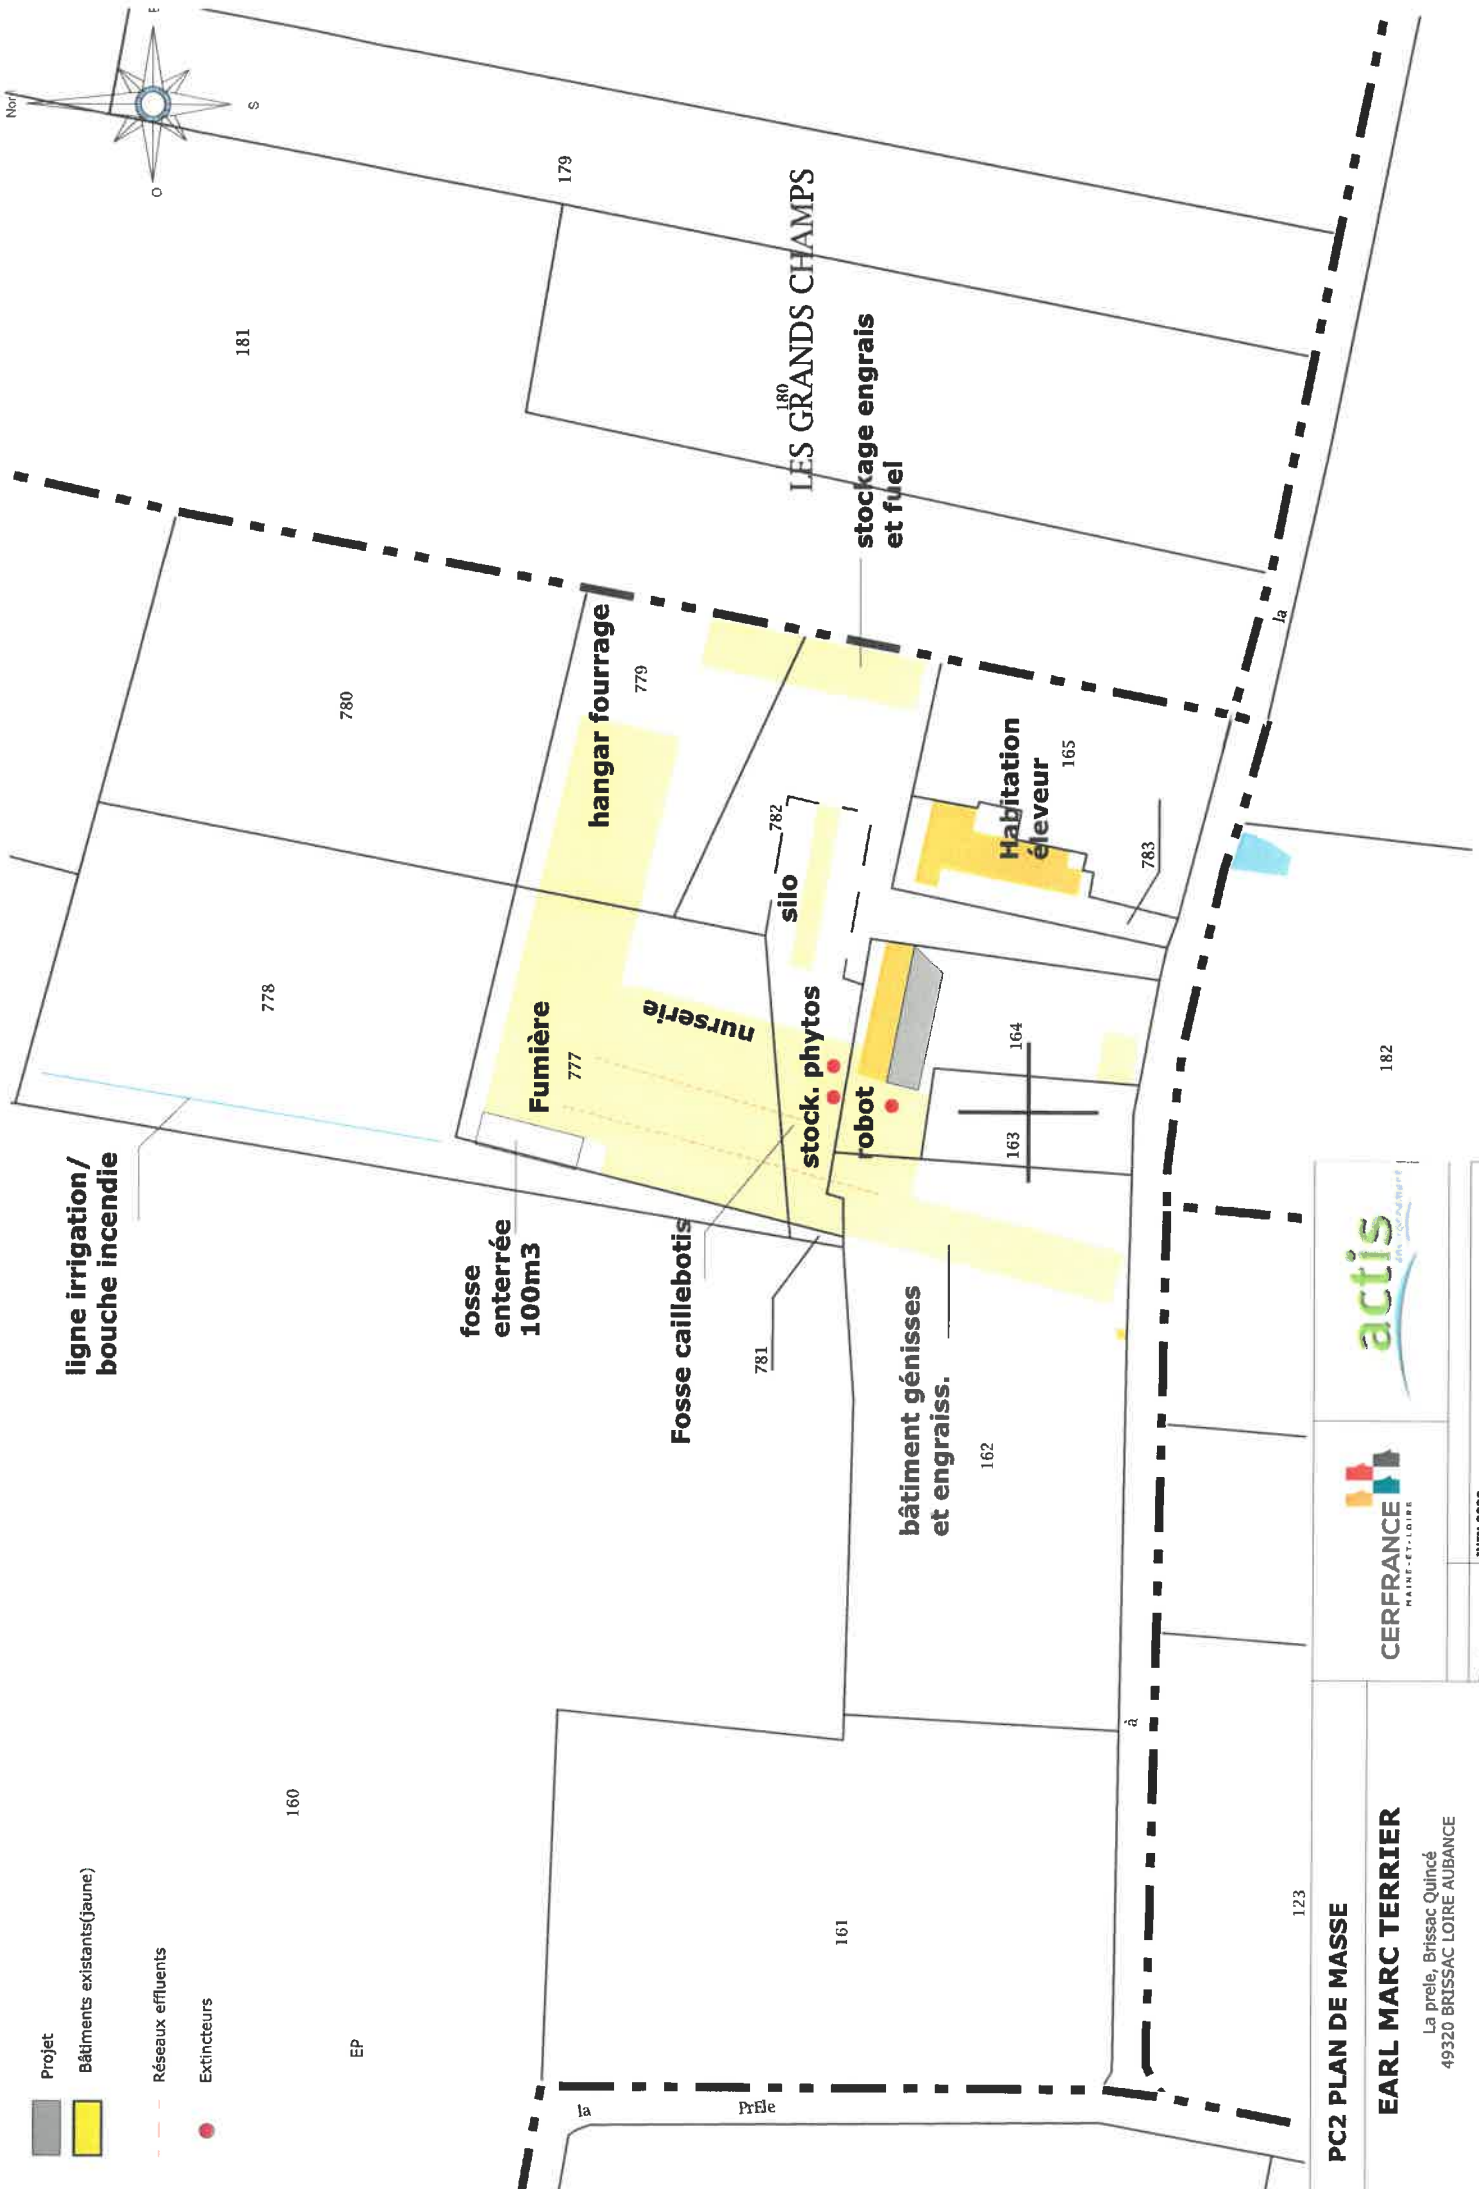 Projet
Bâtiments existants(jaune)
Réseaux effluents
Extincteurs
EP
160
ligne irrigation/
bouche incendie
778
780
181
Nor
S
O
179
fosse
enterrée
100m3
Fumière
777
hangar fourrage
779
LES GRANDS CHAMPS
180
stockage engrais
et fuel
nurserie
Fosse caillebotis
781
stock. phytos
silo
782
robot
Habitation
éleveur
165
783
bâtiment génisses
et engraiss.
162
163
164
182
161
la
PrEle
à
la
123
PC2 PLAN DE MASSE
EARL MARC TERRIER
La prele, Brissac Quincé
49320 BRISSAC LOIRE AUBANCE
CERFRANCE
MAINE-ET-LOIRE
actis